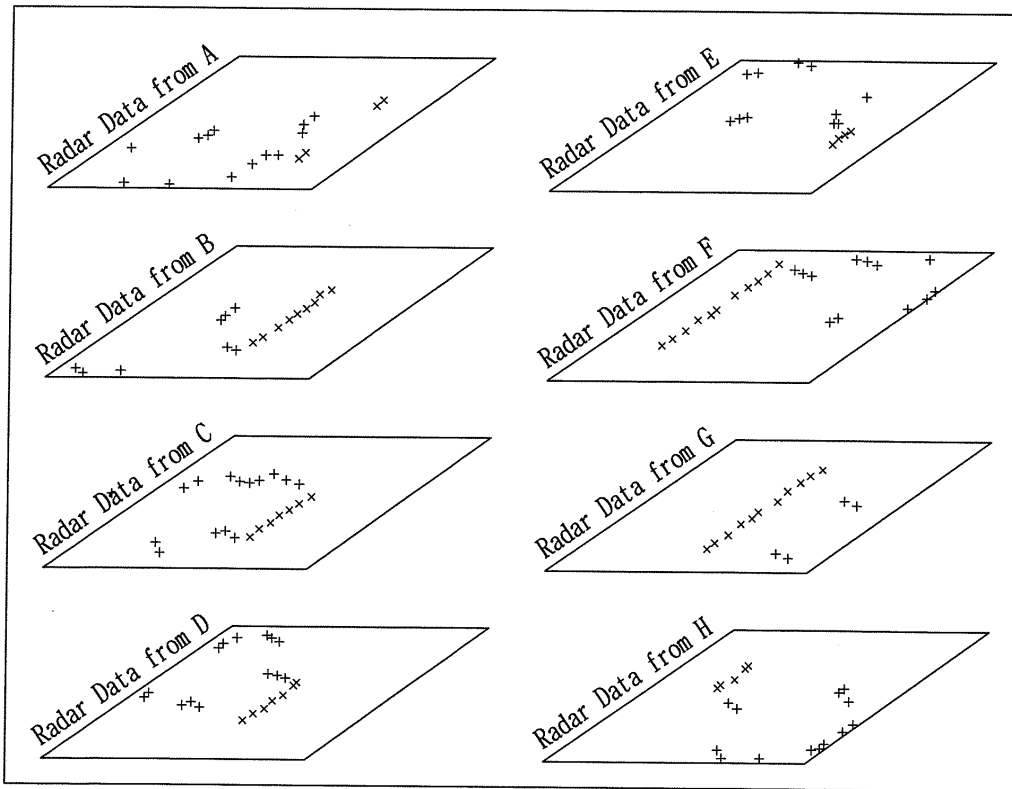 Radar Data from A
Radar Data from E
Radar Data from B
Radar Data from F
Radar Data from C
Radar Data from G
Radar Data from D
Radar Data from H